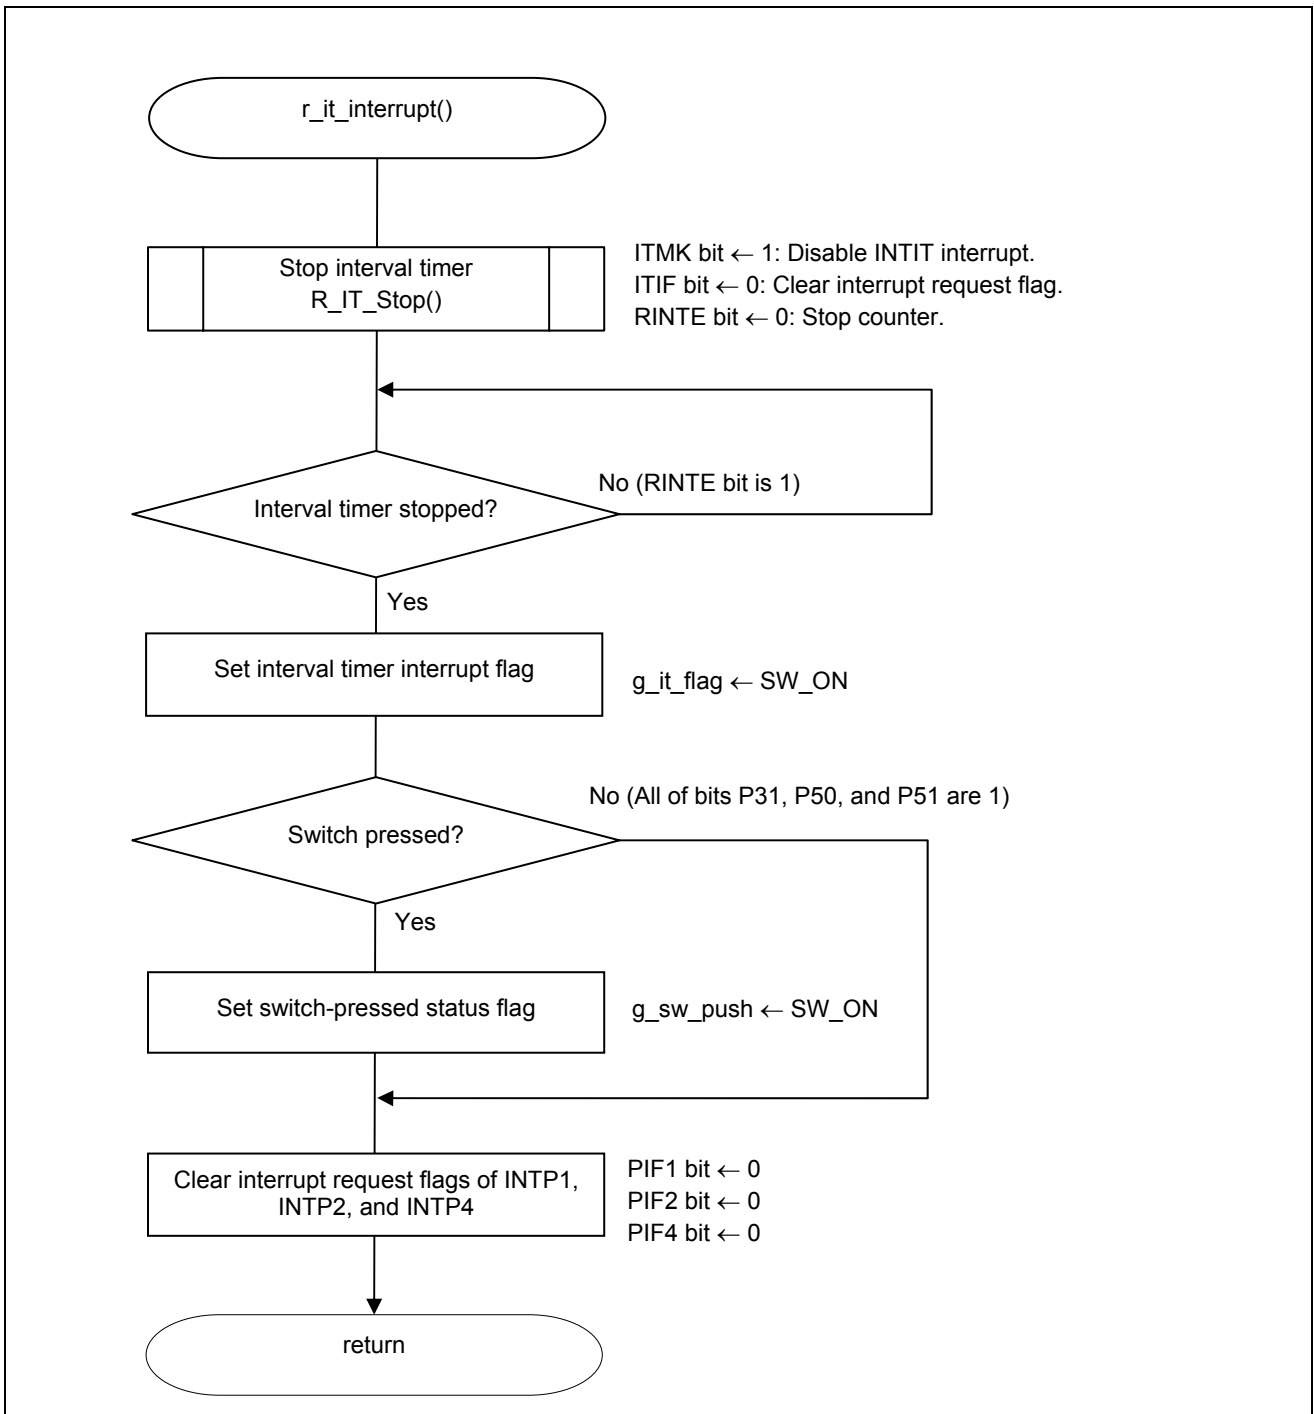 r_it_interrupt()
Stop interval timer
R_IT_Stop()
ITMK bit ← 1: Disable INTIT interrupt.
ITIF bit ← 0: Clear interrupt request flag.
RINTE bit ← 0: Stop counter.
No (RINTE bit is 1)
Interval timer stopped?
Yes
Set interval timer interrupt flag
g_it_flag ← SW_ON
No (All of bits P31, P50, and P51 are 1)
Switch pressed?
Yes
Set switch-pressed status flag
g_sw_push ← SW_ON
Clear interrupt request flags of INTP1,
INTP2, and INTP4
PIF1 bit ← 0
PIF2 bit ← 0
PIF4 bit ← 0
return